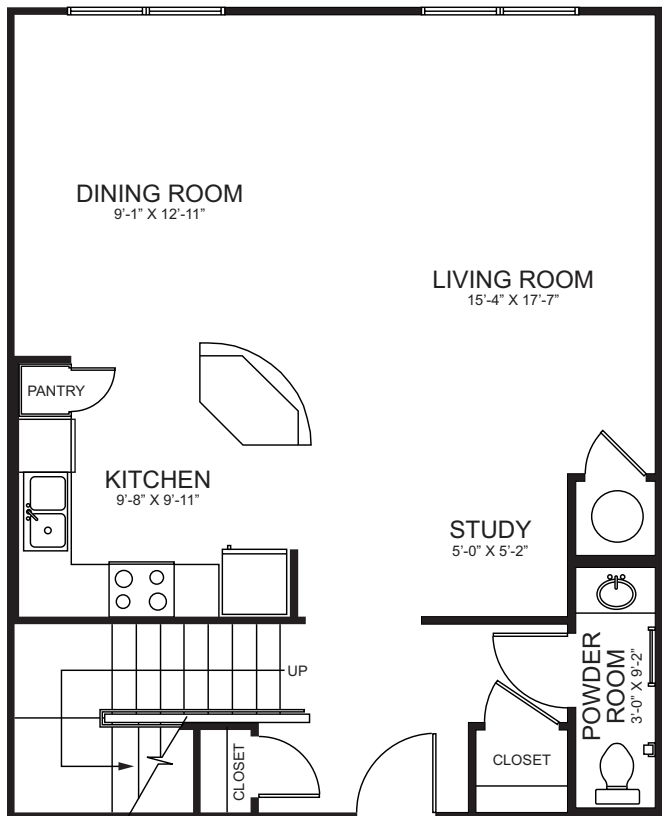 DINING ROOM
9’-1” X 12’-11”
LIVING ROOM
15’-4” X 17’-7”
PANTRY
KITCHEN
9’-8” X 9’-11”
STUDY
5’-0” X 5’-2”
UP
POWDER
ROOM
3’-0” X 9’-2”
CLOSET
CLOSET